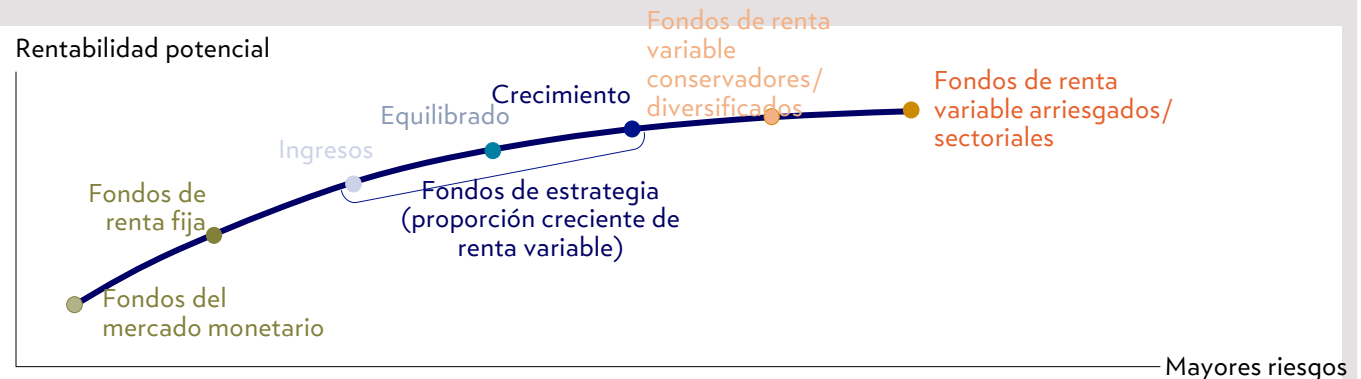 Rentabilidad potencial
Fondos de renta
variable
conservadores/
diversificados
Fondos de renta
variable arriesgados/
sectoriales
Crecimiento
Equilibrado
Ingresos
Fondos de
renta fija
Fondos de estrategia
(proporción creciente de
renta variable)
Fondos del
mercado monetario
Mayores riesgos